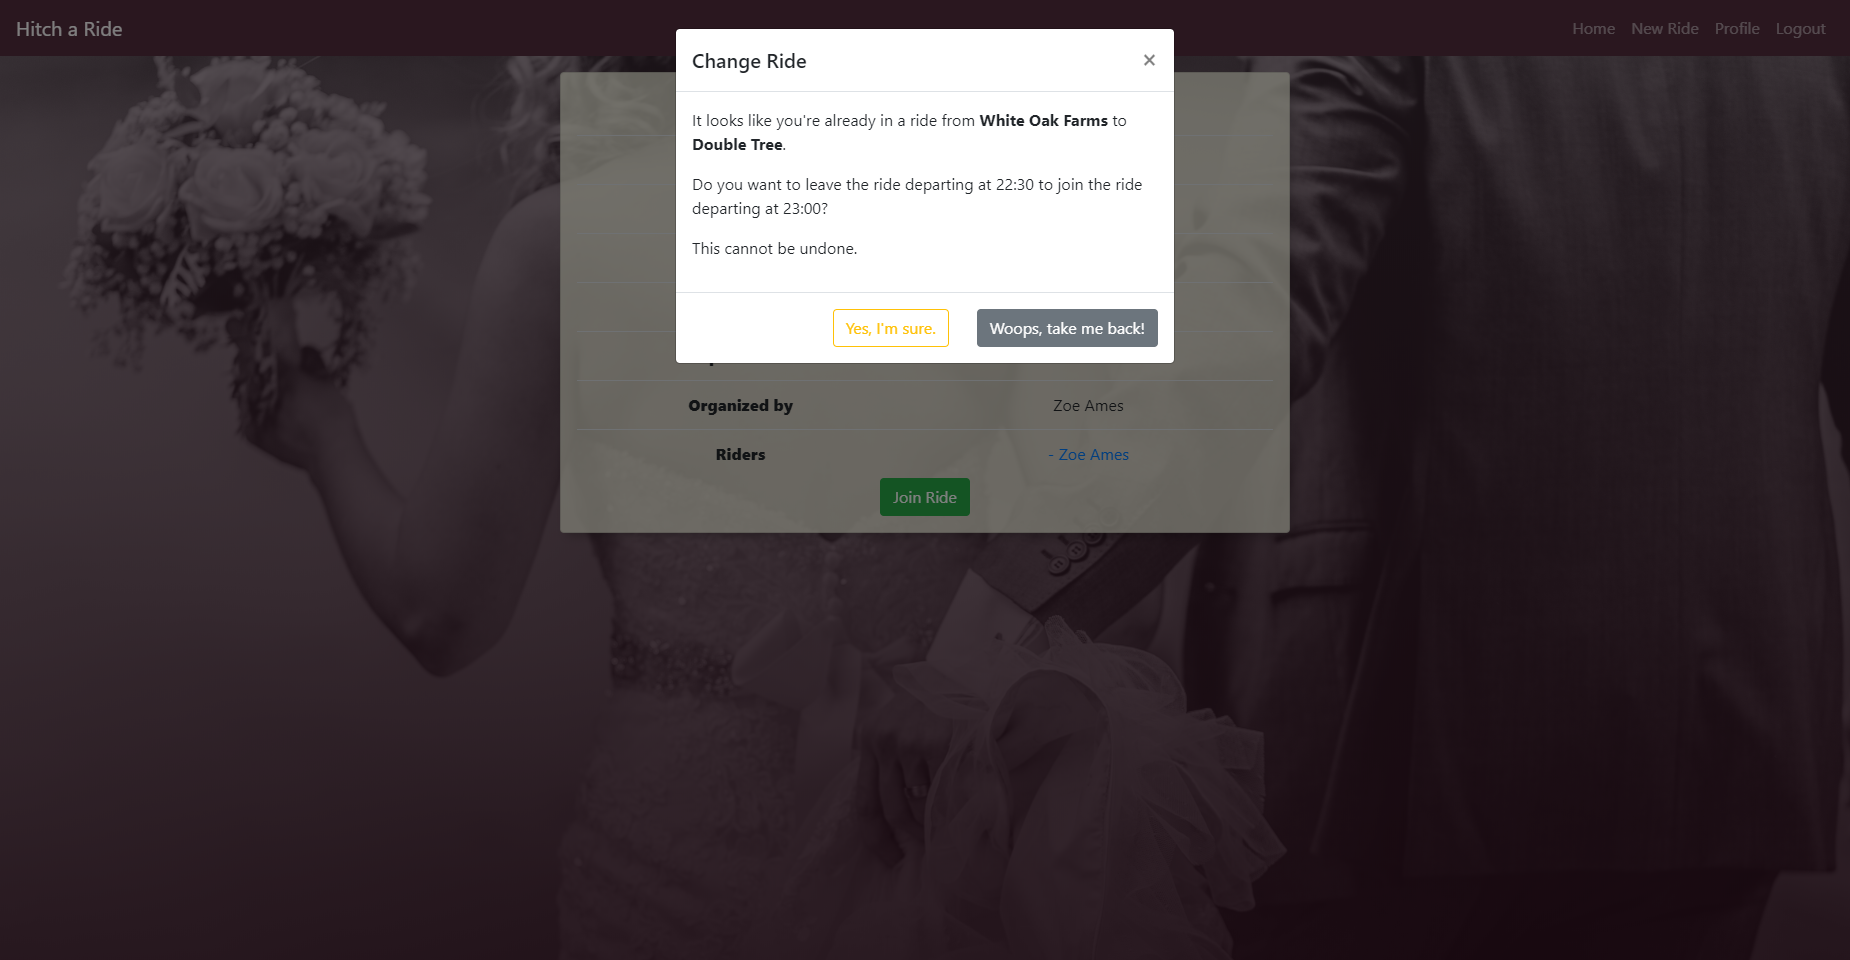 Hitch a Ride
Home New Ride Profile Logout
Change Ride ×
It looks like you're already in a ride from White Oak Farms to
Double Tree.
Do you want to leave the ride departing at 22:30 to join the ride
departing at 23:00?
This cannot be undone.
Yes, I'm sure. Woops, take me back!
Organized by Zoe Ames
Riders - Zoe Ames
Join Ride